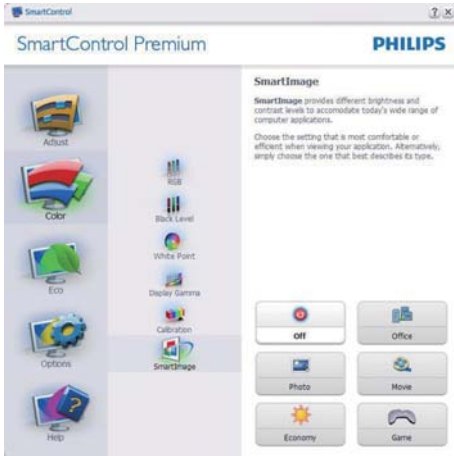 SmartControl
SmartControl Premium
PHILIPS
Adjust
Color
Eco
Options
Help
RGB
Black Level
White Point
Display Gamma
Calibration
SmartImage
SmartImage
SmartImage provides different brightness and
contrast levels to accomodate today's wide range of
computer applications.
Choose the setting that is most comfortable or
efficient when viewing your application. Alternatively,
simply choose the one that best describes its type.
Off
Office
Photo
Movie
Economy
Game